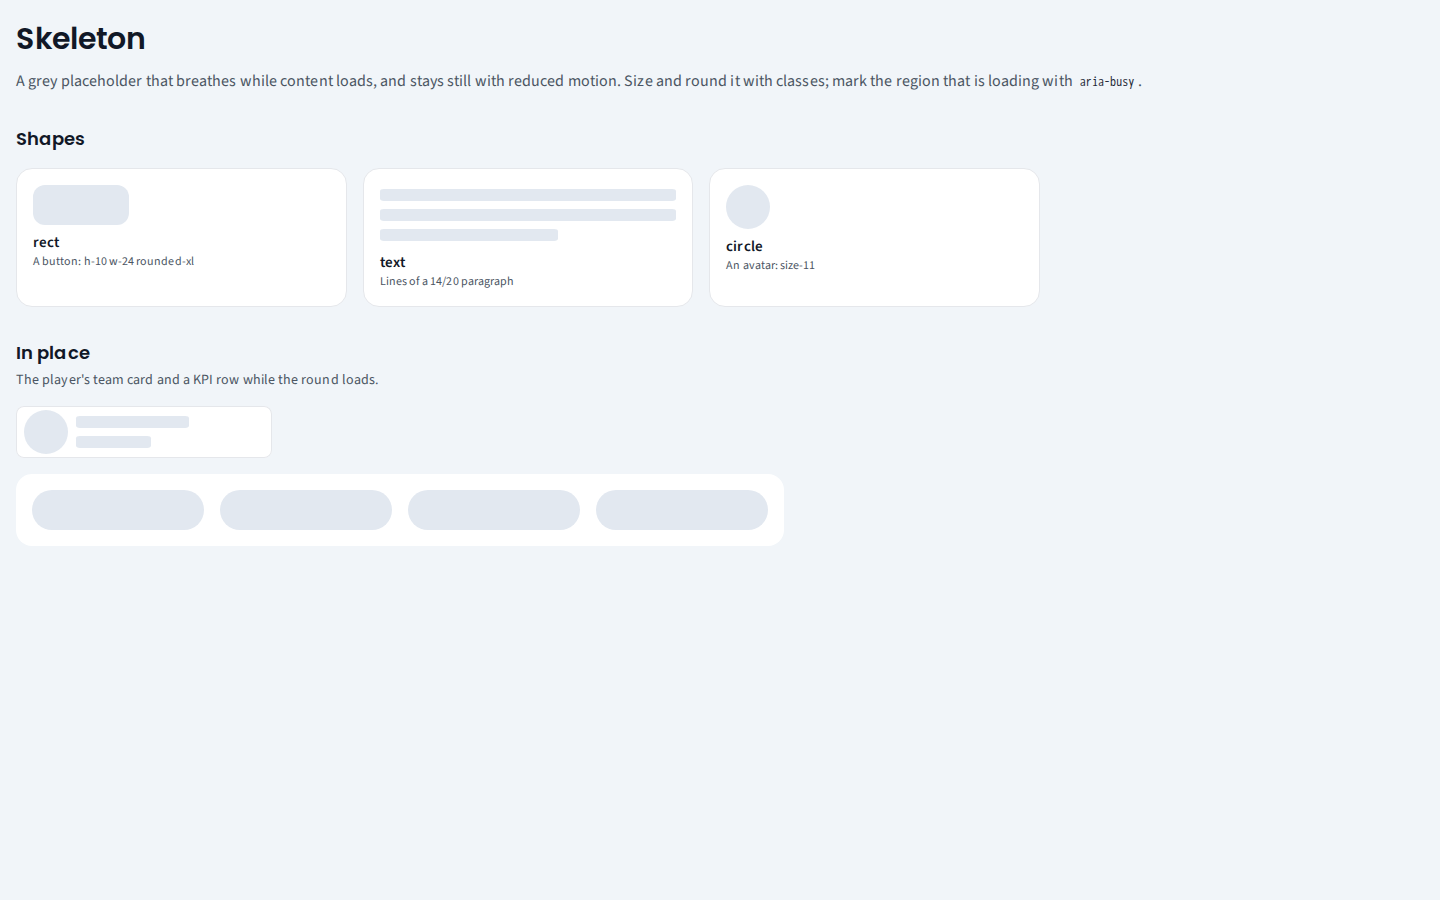 Skeleton
A grey placeholder that breathes while content loads, and stays still with reduced motion. Size and round it with classes; mark the region that is loading with aria-busy.
Shapes
rect
A button: h-10 w-24 rounded-xl
text
Lines of a 14/20 paragraph
circle
An avatar: size-11
In place
The player's team card and a KPI row while the round loads.